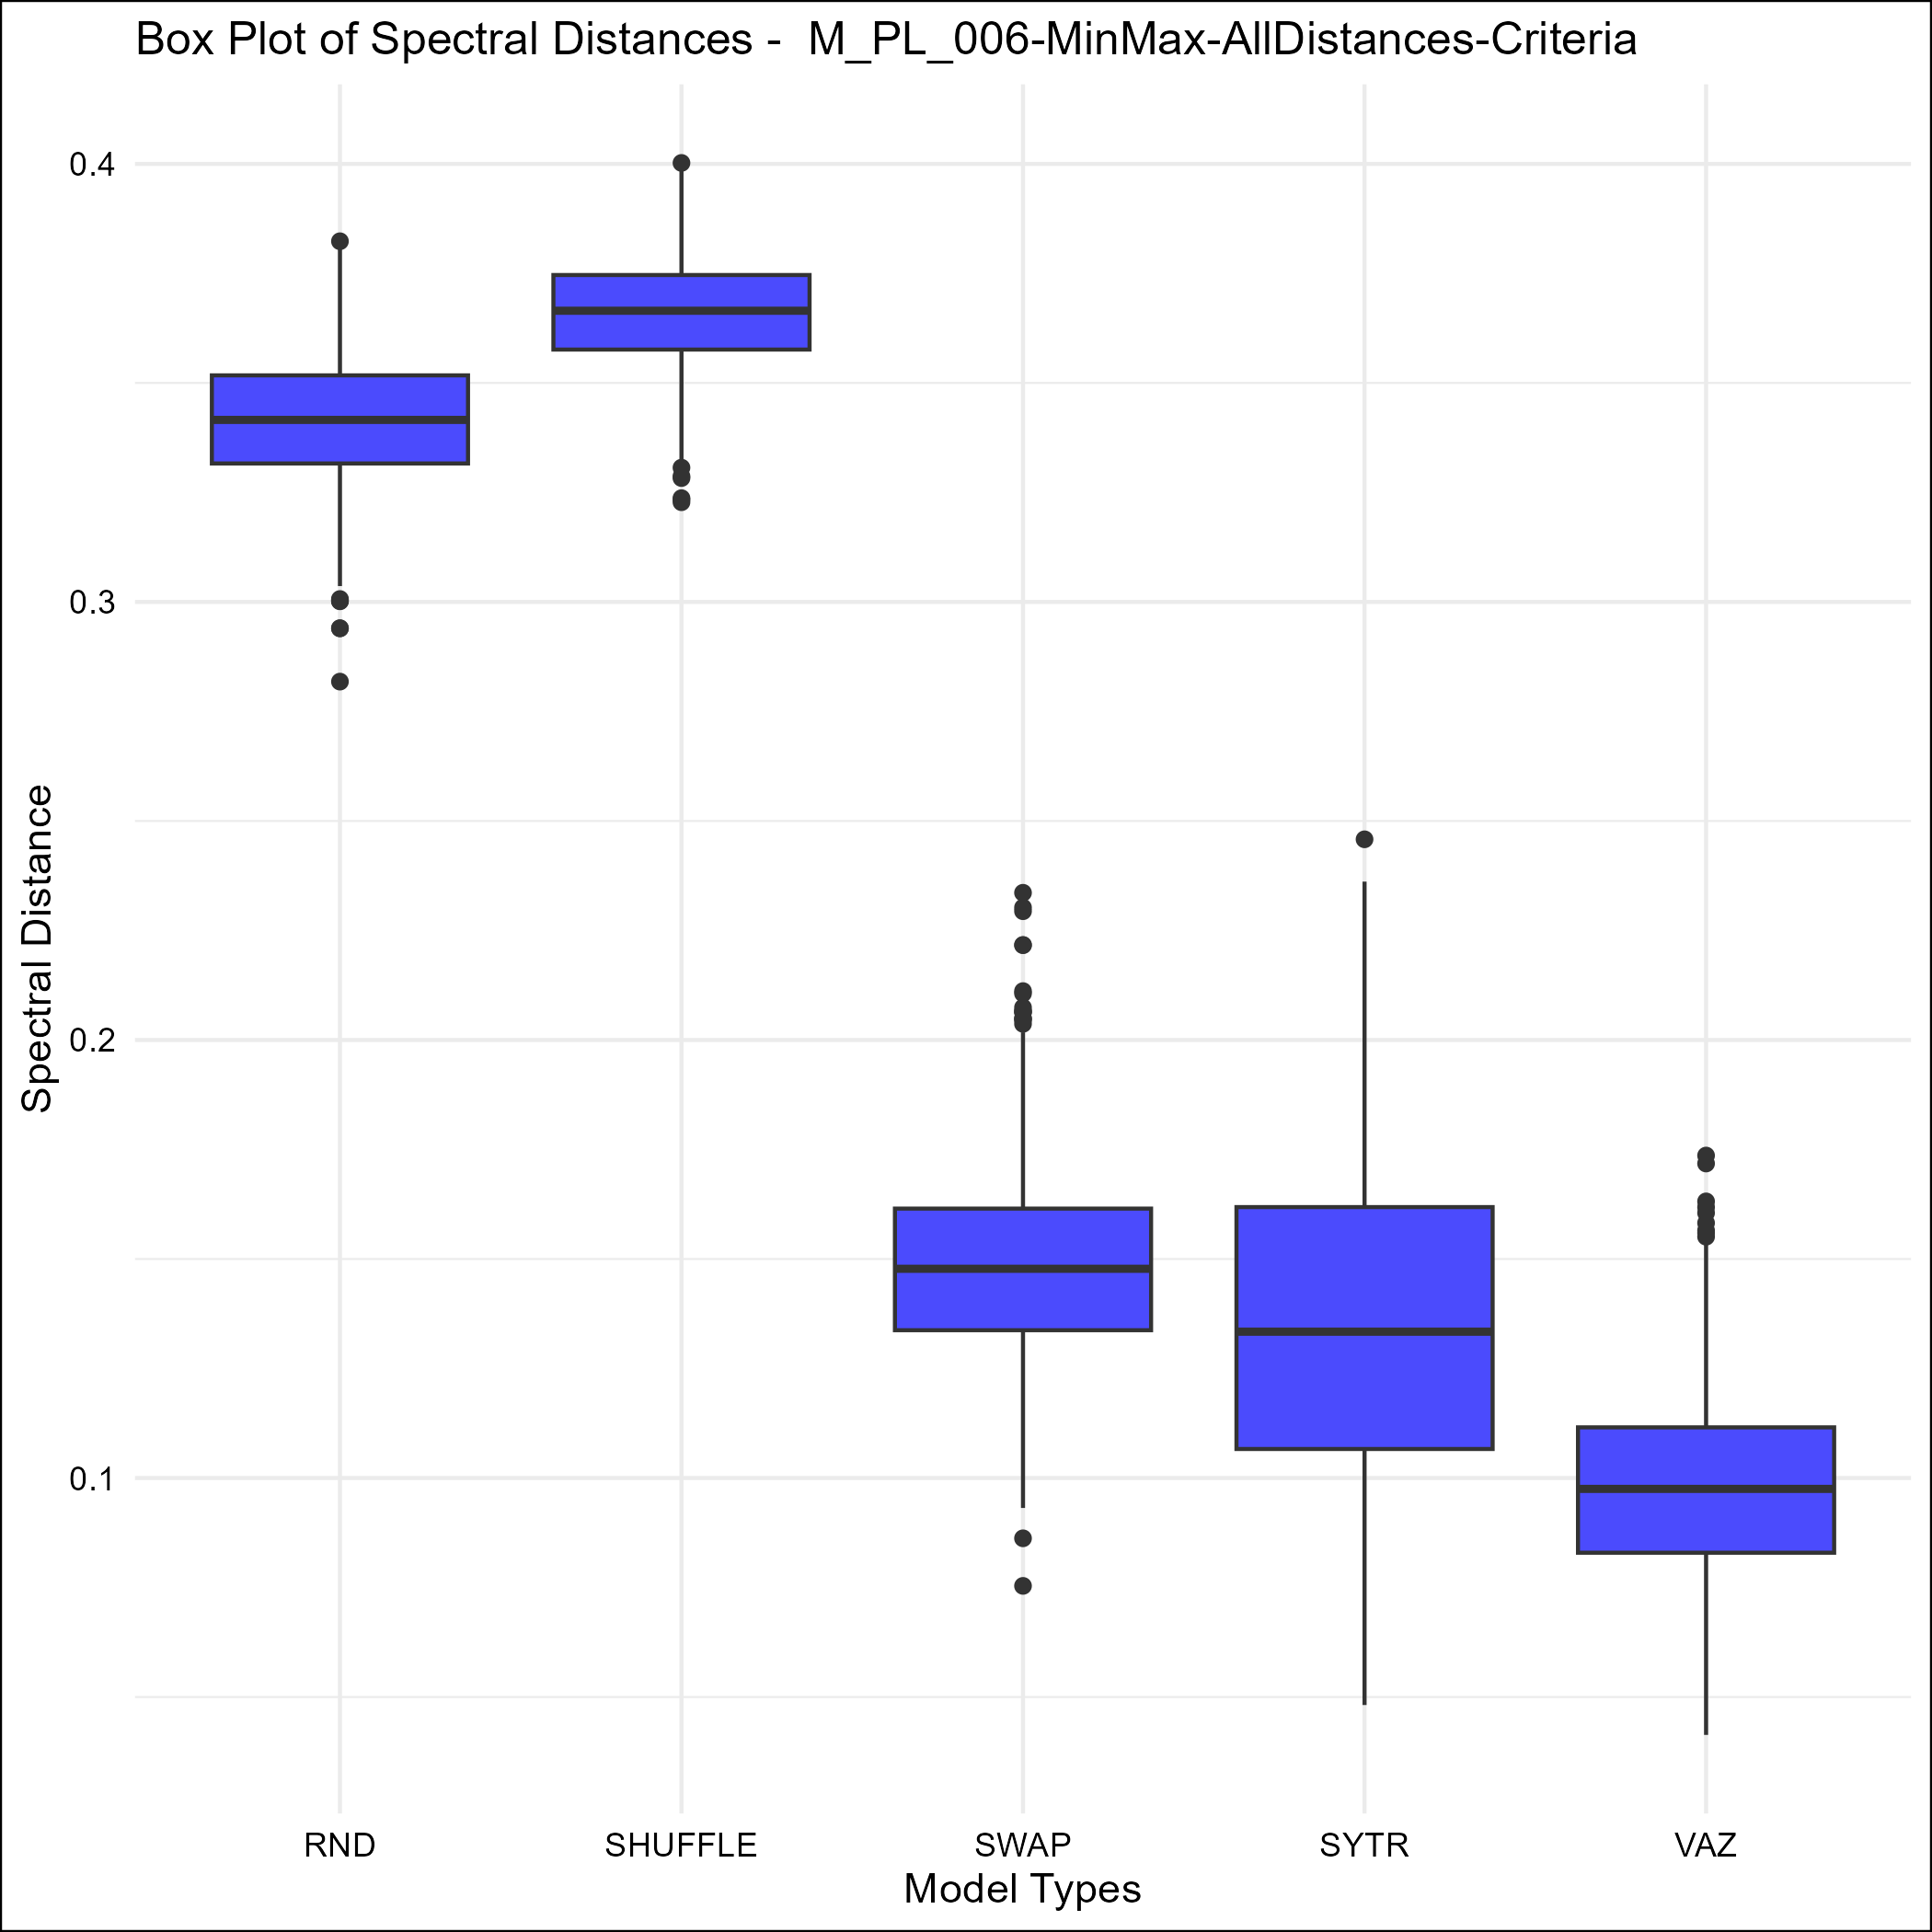 Box Plot of Spectral Distances -  M_PL_006-MinMax-AllDistances-Criteria
0.4
0.3
0.2
0.1
Spectral Distance
RND SHUFFLE SWAP SYTR VAZ
Model Types